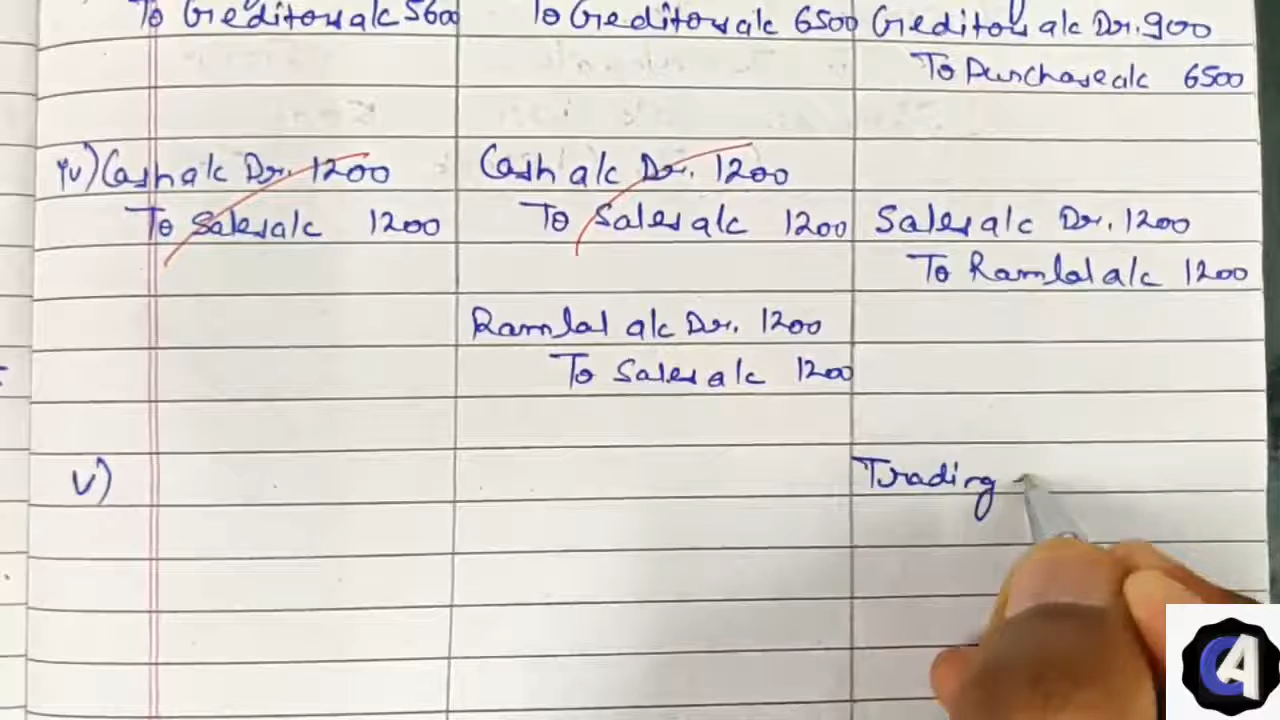 To Creditors a/c 5600 To Creditors a/c 6500 Creditors a/c Dr. 900
To Purchase a/c 6500
iv) Cash a/c Dr. 1200 Cash a/c Dr. 1200
To Sales a/c 1200 To Sales a/c 1200 Sales a/c Dr. 1200
To Ramlal a/c 1200
Ramlal a/c Dr. 1200
To Sales a/c 1200
v) Trading
CA